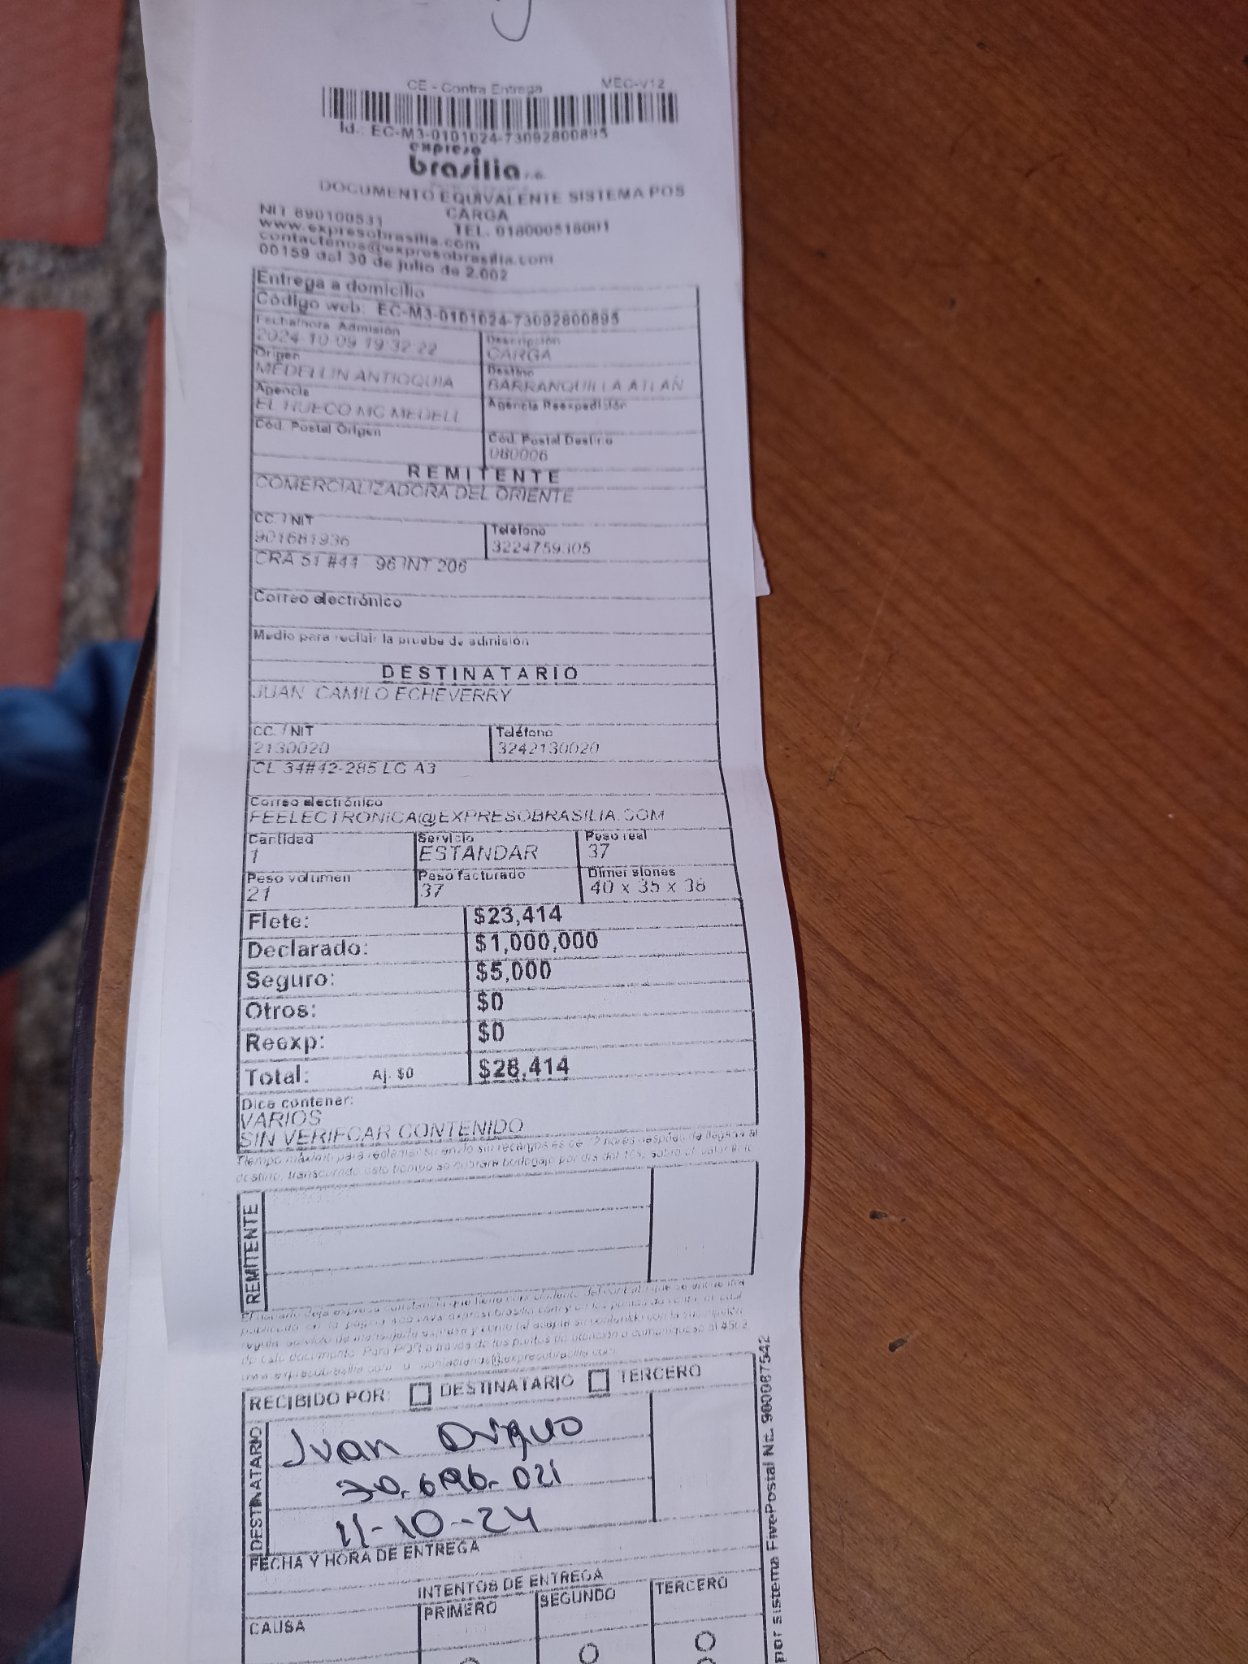 CE - Contra Entrega MEC-V12
Id.: EC-M3-0101024-73092800895
expreso
brasilia s.a.
DOCUMENTO EQUIVALENTE SISTEMA POS
CARGA
NIT 890100531 TEL. 018000518001
www.expresobrasilia.com
contactenos@expresobrasilia.com
00159 del 30 de julio de 2.002
Entrega a domicilio
Código web: EC-M3-0101024-73092800895
Fecha/hora Admisión Descripción
2024-10-09 19:32:22 CARGA
Origen Destino
MEDELLIN ANTIOQUIA BARRANQUILLA ATLAN
Agencia Agencia Reexpedición
EL HUECO MC MEDELL
Cód. Postal Origen Cód. Postal Destino
080006
REMITENTE
COMERCIALIZADORA DEL ORIENTE
CC. / NIT Teléfono
901681936 3224759305
CRA 51 #44 96 INT 206
Correo electrónico
Medio para recibir la prueba de admisión
DESTINATARIO
JUAN CAMILO ECHEVERRY
CC. / NIT Teléfono
2130020 3242130020
CL 34#42-285 LC A3
Correo electrónico
FEELECTRONICA@EXPRESOBRASILIA.COM
Cantidad Servicio Peso real
1 ESTANDAR 37
Peso volumen Peso facturado Dimensiones
21 37 40 x 35 x 38
Flete: $23,414
Declarado: $1,000,000
Seguro: $5,000
Otros: $0
Reexp: $0
Total: Aj. $0 $28,414
Dice contener:
VARIOS
SIN VERIFCAR CONTENIDO
REMITENTE
RECIBIDO POR: DESTINATARIO TERCERO
DESTINATARIO
Juan
11-10-24
FECHA Y HORA DE ENTREGA
INTENTOS DE ENTREGA
CAUSA PRIMERO SEGUNDO TERCERO
por sistema FivePostal Nit. 900087542